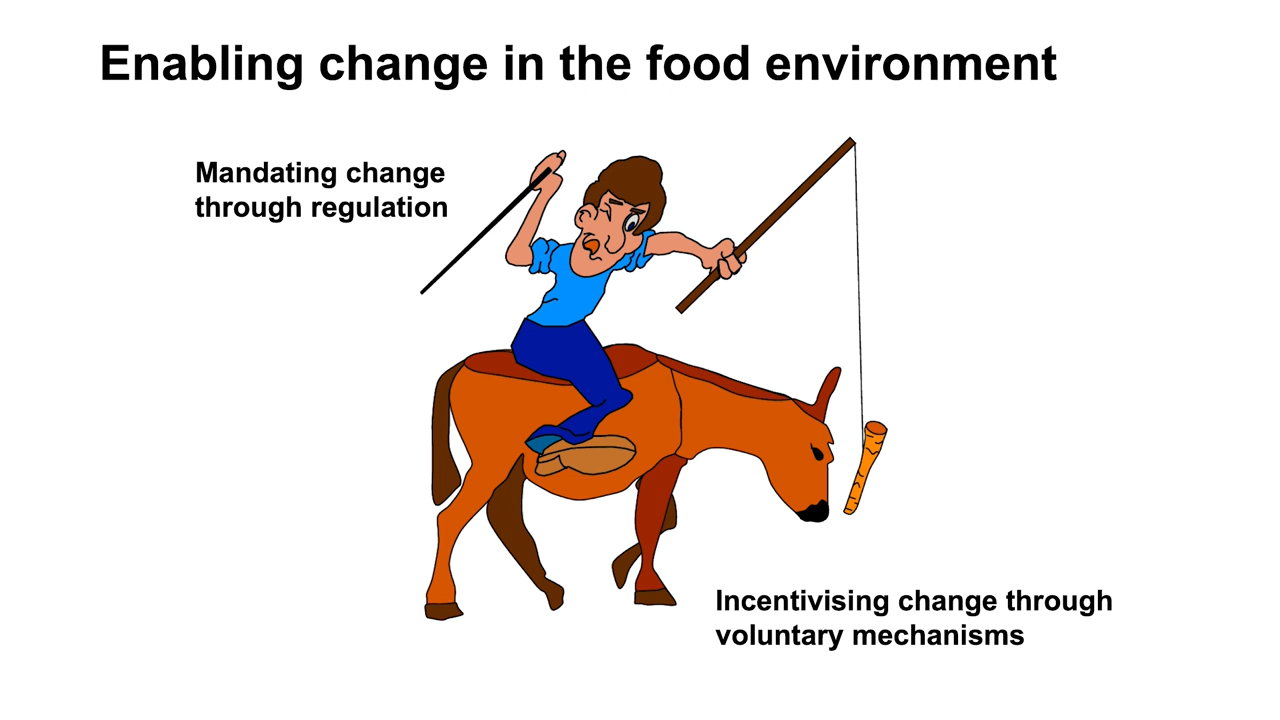 Enabling change in the food environment
Mandating change
through regulation
Incentivising change through
voluntary mechanisms